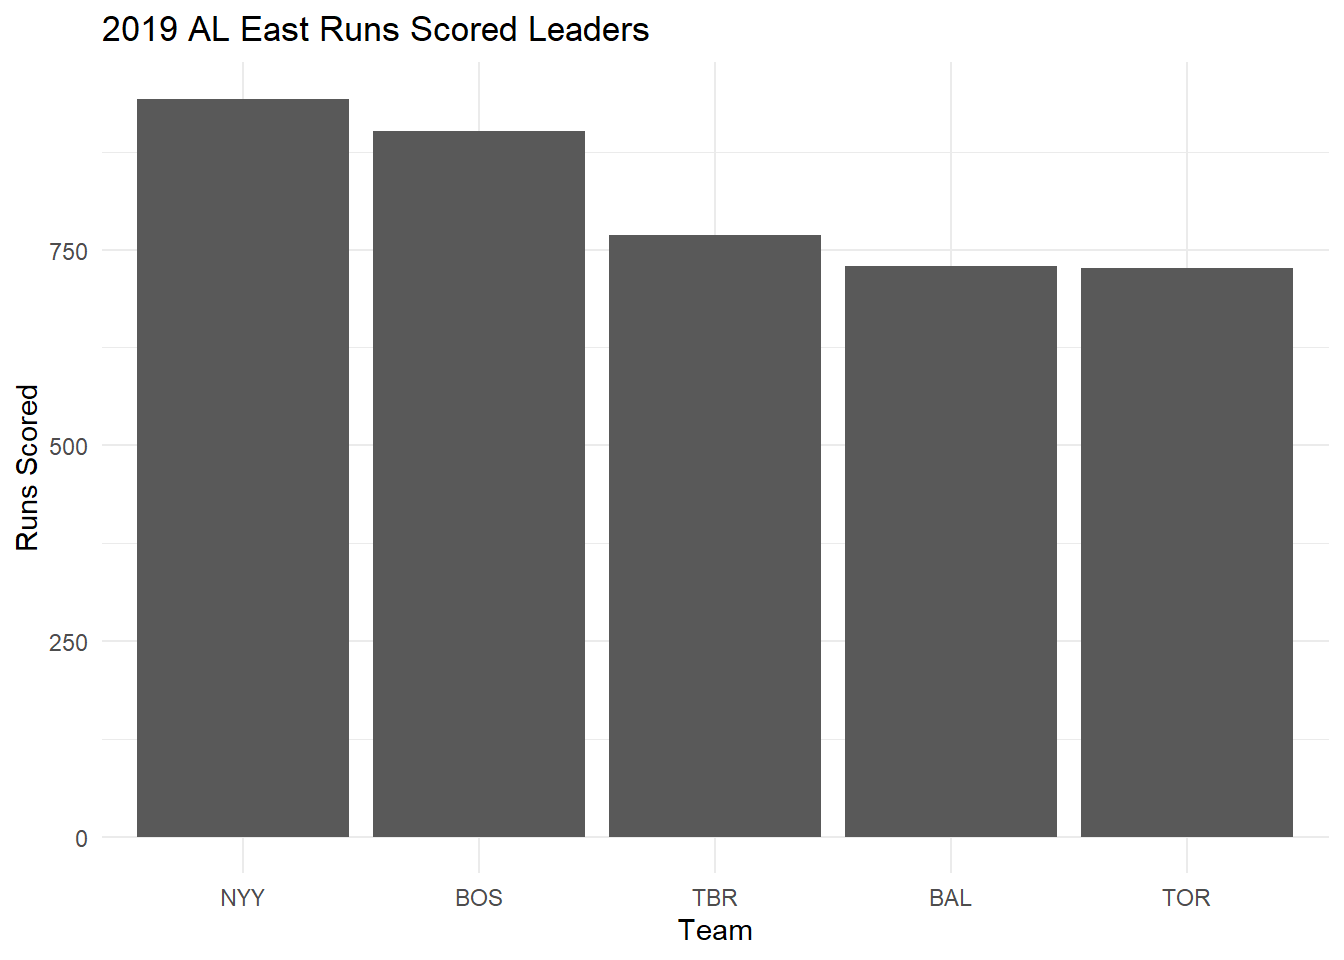 2019 AL East Runs Scored Leaders
Runs Scored
750
500
250
0
NYY BOS TBR BAL TOR
Team